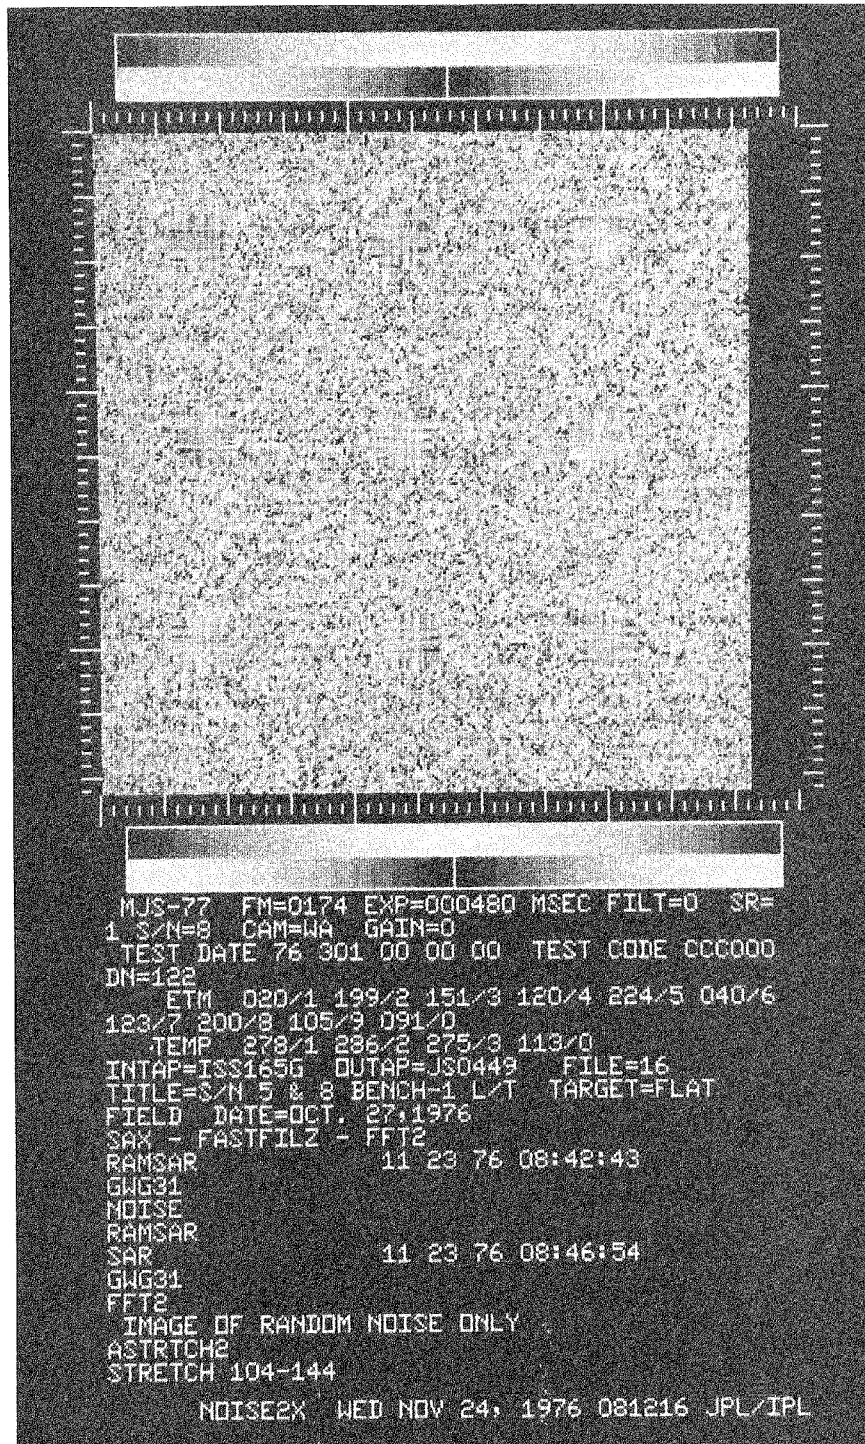 MJS-77 FM=0174 EXP=000480 MSEC FILT=0 SR=
1 S/N=8 CAM=WA GAIN=0
TEST DATE 76 301 00 00 00 TEST CODE CCC000
DN=122
ETM 020/1 199/2 151/3 120/4 224/5 040/6
123/7 200/8 105/9 091/0
TEMP 278/1 286/2 275/3 113/0
INTAP=ISS165G OUTAP=JS0449 FILE=16
TITLE=S/N 5 & 8 BENCH-1 L/T TARGET=FLAT
FIELD DATE=OCT. 27,1976
SAX - FASTFILZ - FFT2
RAMSAR 11 23 76 08:42:43
GWG31
NOISE
RAMSAR
SAR 11 23 76 08:46:54
GWG31
FFT2
IMAGE OF RANDOM NOISE ONLY
ASTRTCH2
STRETCH 104-144
NOISE2X WED NOV 24, 1976 081216 JPL/IPL